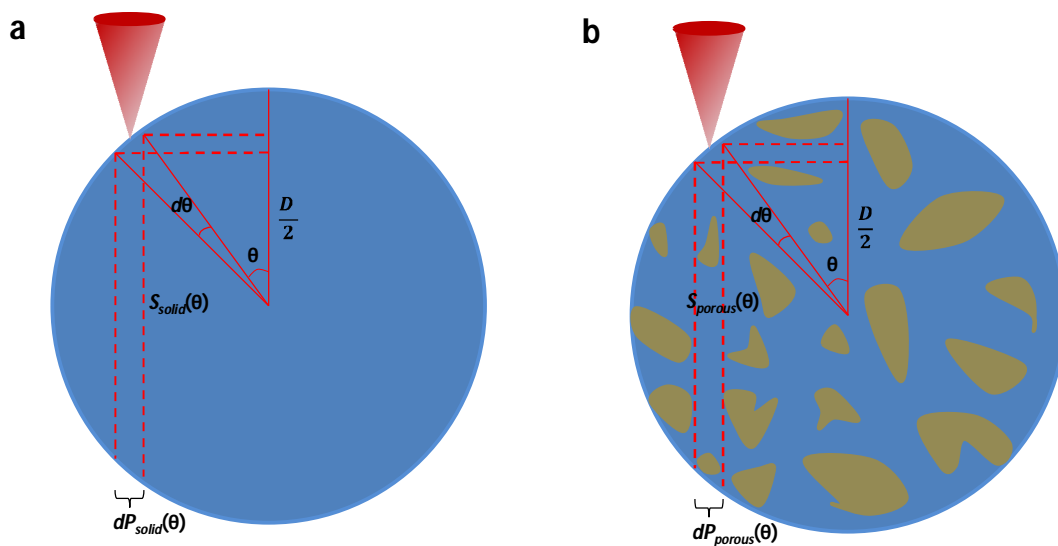 a
dθ
D
2
θ
S_solid(θ)
dP_solid(θ)
b
dθ
D
2
θ
S_porous(θ)
dP_porous(θ)